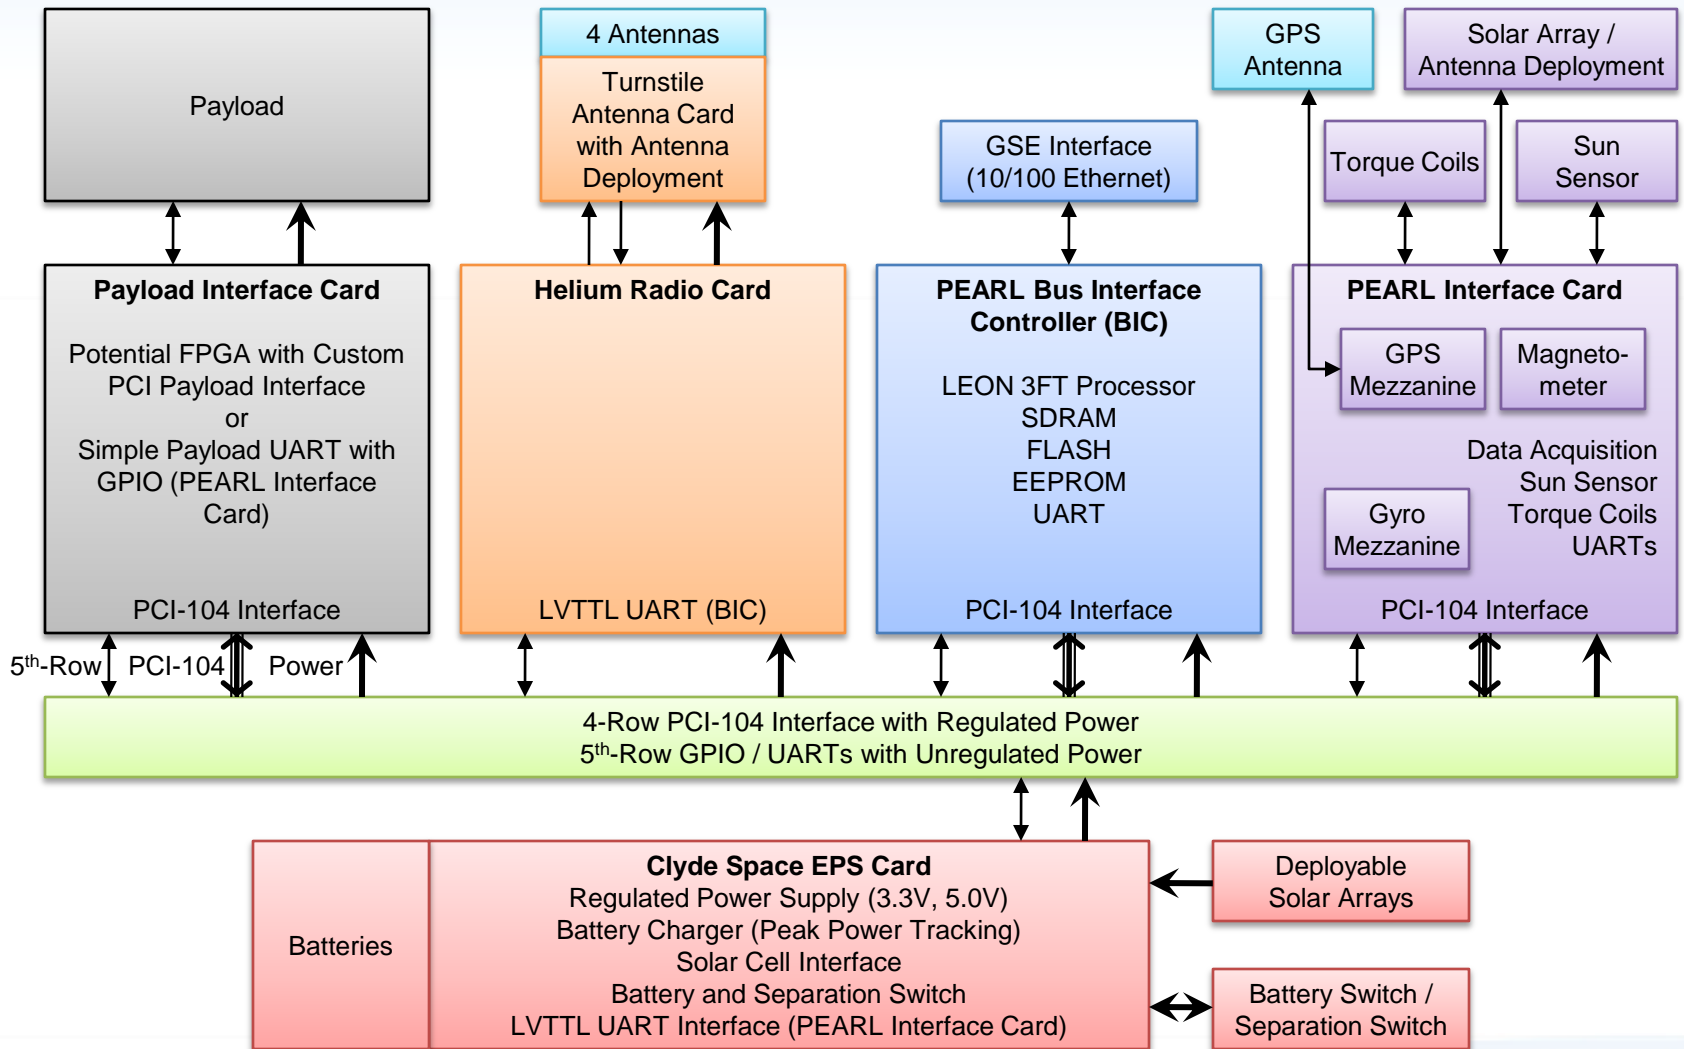 Payload
4 Antennas
Turnstile
Antenna Card
with Antenna
Deployment
GSE Interface
(10/100 Ethernet)
GPS
Antenna
Solar Array /
Antenna Deployment
Torque Coils
Sun
Sensor
Payload Interface Card
Potential FPGA with Custom
PCI Payload Interface
or
Simple Payload UART with
GPIO (PEARL Interface
Card)
PCI-104 Interface
Helium Radio Card
LVTTL UART (BIC)
PEARL Bus Interface
Controller (BIC)
LEON 3FT Processor
SDRAM
FLASH
EEPROM
UART
PCI-104 Interface
PEARL Interface Card
GPS
Mezzanine
Magneto-
meter
Data Acquisition
Sun Sensor
Torque Coils
UARTs
Gyro
Mezzanine
PCI-104 Interface
5th-Row PCI-104 Power
4-Row PCI-104 Interface with Regulated Power
5th-Row GPIO / UARTs with Unregulated Power
Batteries
Clyde Space EPS Card
Regulated Power Supply (3.3V, 5.0V)
Battery Charger (Peak Power Tracking)
Solar Cell Interface
Battery and Separation Switch
LVTTL UART Interface (PEARL Interface Card)
Deployable
Solar Arrays
Battery Switch /
Separation Switch